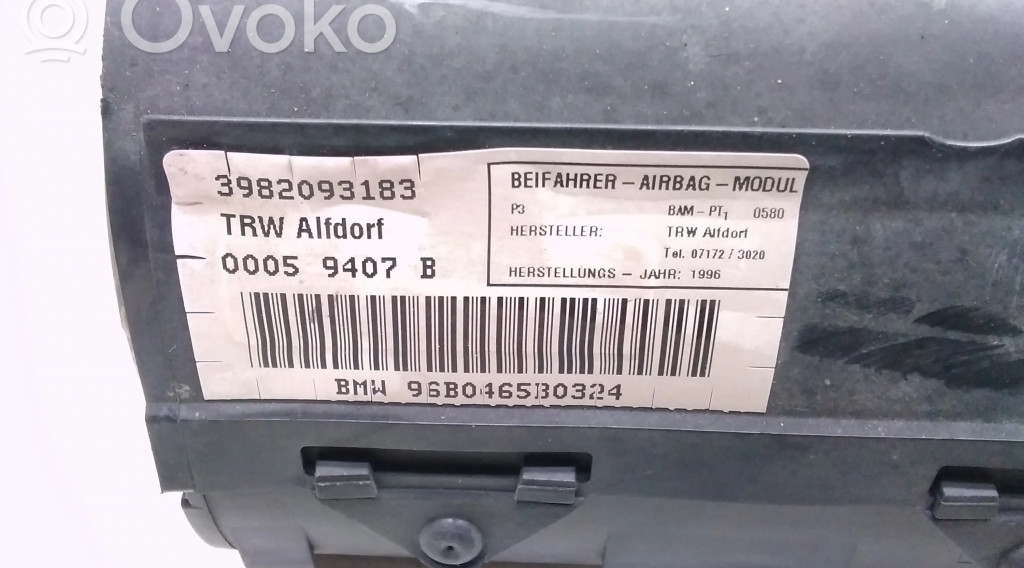 Ovoko
3982093183
TRW Alfdorf
0005 9407 B
BEIFAHRER – AIRBAG – MODUL
P3 BAM – PT1 0580
HERSTELLER: TRW Alfdorf
Tel. 07172 / 3020
HERSTELLUNGS – JAHR: 1996
BMW 96B0465B0324